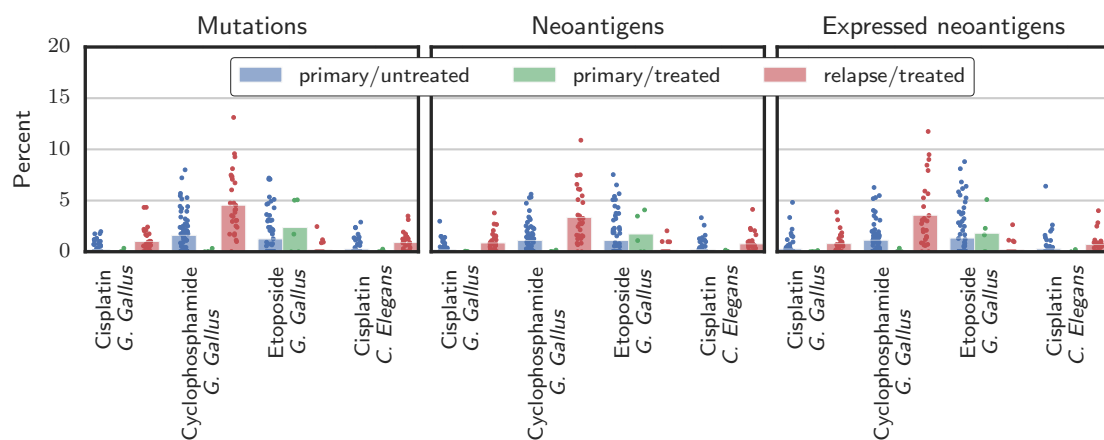 Mutations
Neoantigens
Expressed neoantigens
primary/untreated
primary/treated
relapse/treated
Percent
20
15
10
5
0
Cisplatin
G. Gallus
Cyclophosphamide
G. Gallus
Etoposide
G. Gallus
Cisplatin
C. Elegans
Cisplatin
G. Gallus
Cyclophosphamide
G. Gallus
Etoposide
G. Gallus
Cisplatin
C. Elegans
Cisplatin
G. Gallus
Cyclophosphamide
G. Gallus
Etoposide
G. Gallus
Cisplatin
C. Elegans